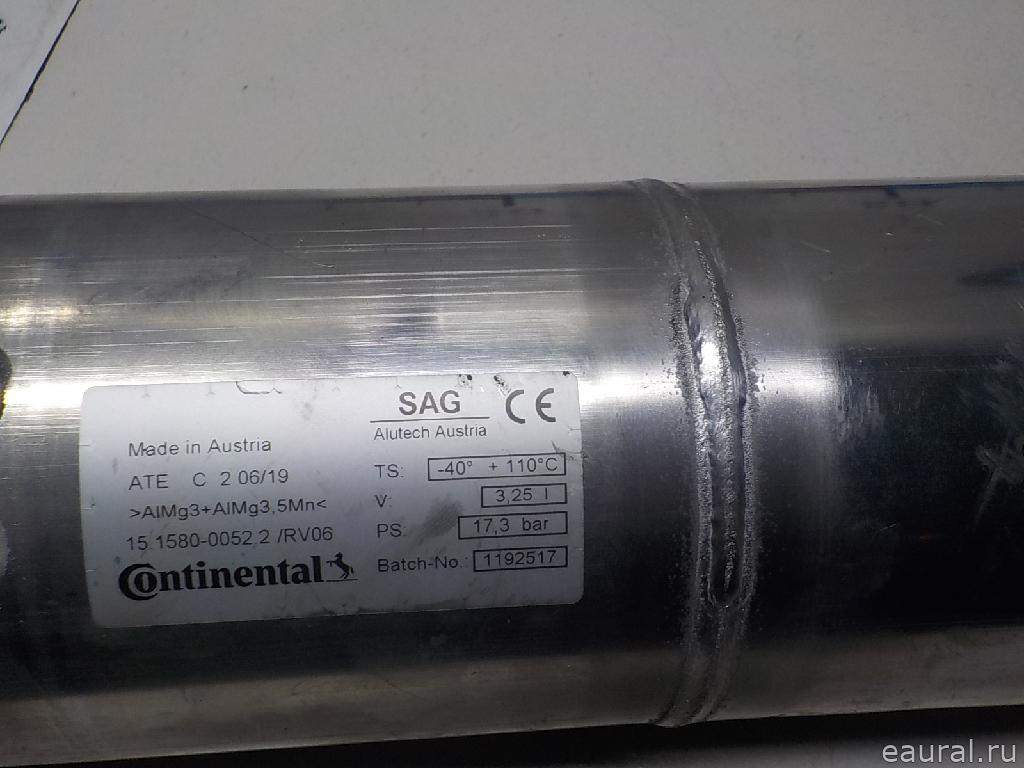 Made in Austria
ATE C 2 06/19
>AlMg3+AlMg3,5Mn<
15.1580-0052.2 /RV06
Continental
SAG CE
Alutech Austria
TS: -40° + 110°C
V: 3,25 l
PS: 17,3 bar
Batch-No.: 1192517
eaural.ru